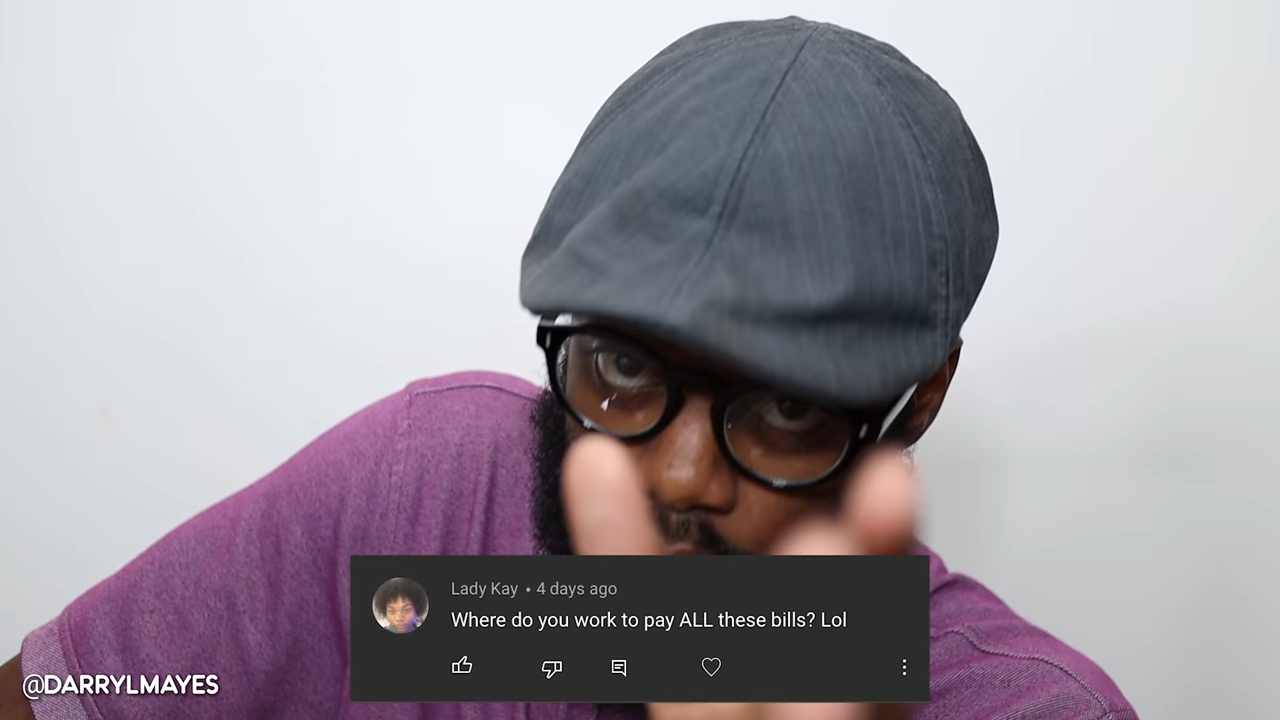 Lady Kay • 4 days ago
Where do you work to pay ALL these bills? Lol
@DARRYLMAYES